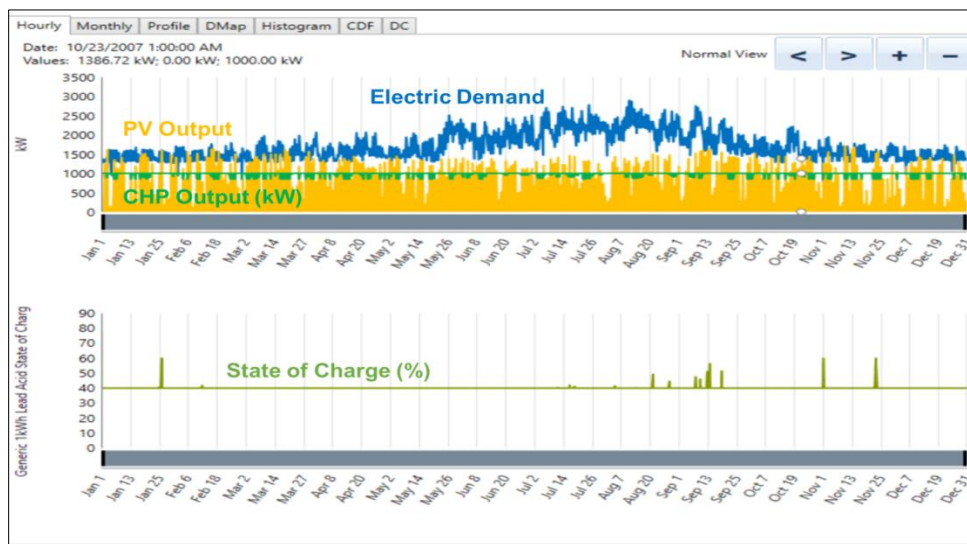 Hourly Monthly Profile DMap Histogram CDF DC
Date: 10/23/2007 1:00:00 AM
Values: 1386.72 kW; 0.00 kW; 1000.00 kW
Normal View < > + −
3500
3000
2500
2000
1500
1000
500
0
kW
Electric Demand
PV Output
CHP Output (kW)
Jan 1 Jan 13 Jan 25 Feb 6 Feb 18 Mar 2 Mar 14 Mar 27 Apr 8 Apr 20 May 2 May 14 May 26 Jun 8 Jun 20 Jul 2 Jul 14 Jul 26 Aug 7 Aug 20 Sep 1 Sep 13 Sep 25 Oct 7 Oct 19 Nov 1 Nov 13 Nov 25 Dec 7 Dec 19 Dec 31
Generic 1kWh Lead Acid State of Charg
90
80
70
60
50
40
30
20
10
0
State of Charge (%)
Jan 1 Jan 13 Jan 25 Feb 6 Feb 18 Mar 2 Mar 14 Mar 27 Apr 8 Apr 20 May 2 May 14 May 26 Jun 8 Jun 20 Jul 2 Jul 14 Jul 26 Aug 7 Aug 20 Sep 1 Sep 13 Sep 25 Oct 7 Oct 19 Nov 1 Nov 13 Nov 25 Dec 7 Dec 19 Dec 31